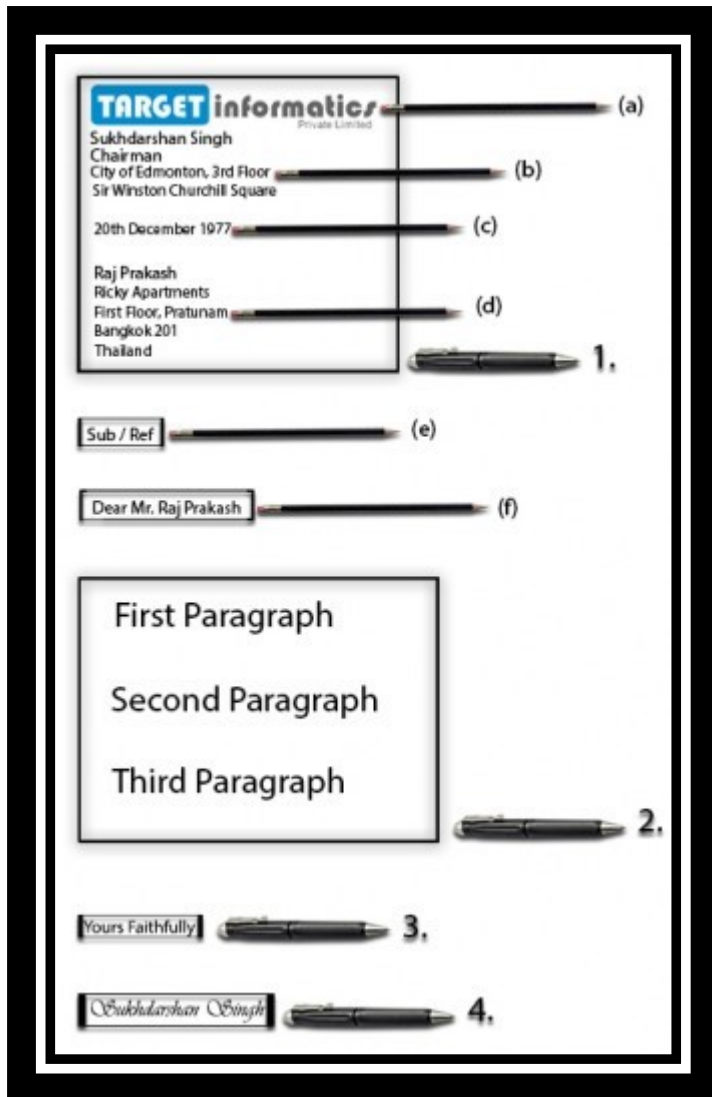 TARGET informatics (a)
Private Limited
Sukhdarshan Singh
Chairman
City of Edmonton, 3rd Floor (b)
Sir Winston Churchill Square
20th December 1977 (c)
Raj Prakash
Ricky Apartments
First Floor, Pratunam (d)
Bangkok 201
Thailand
1.
Sub / Ref (e)
Dear Mr. Raj Prakash (f)
First Paragraph
Second Paragraph
Third Paragraph
2.
Yours Faithfully 3.
Sukhdarshan Singh 4.